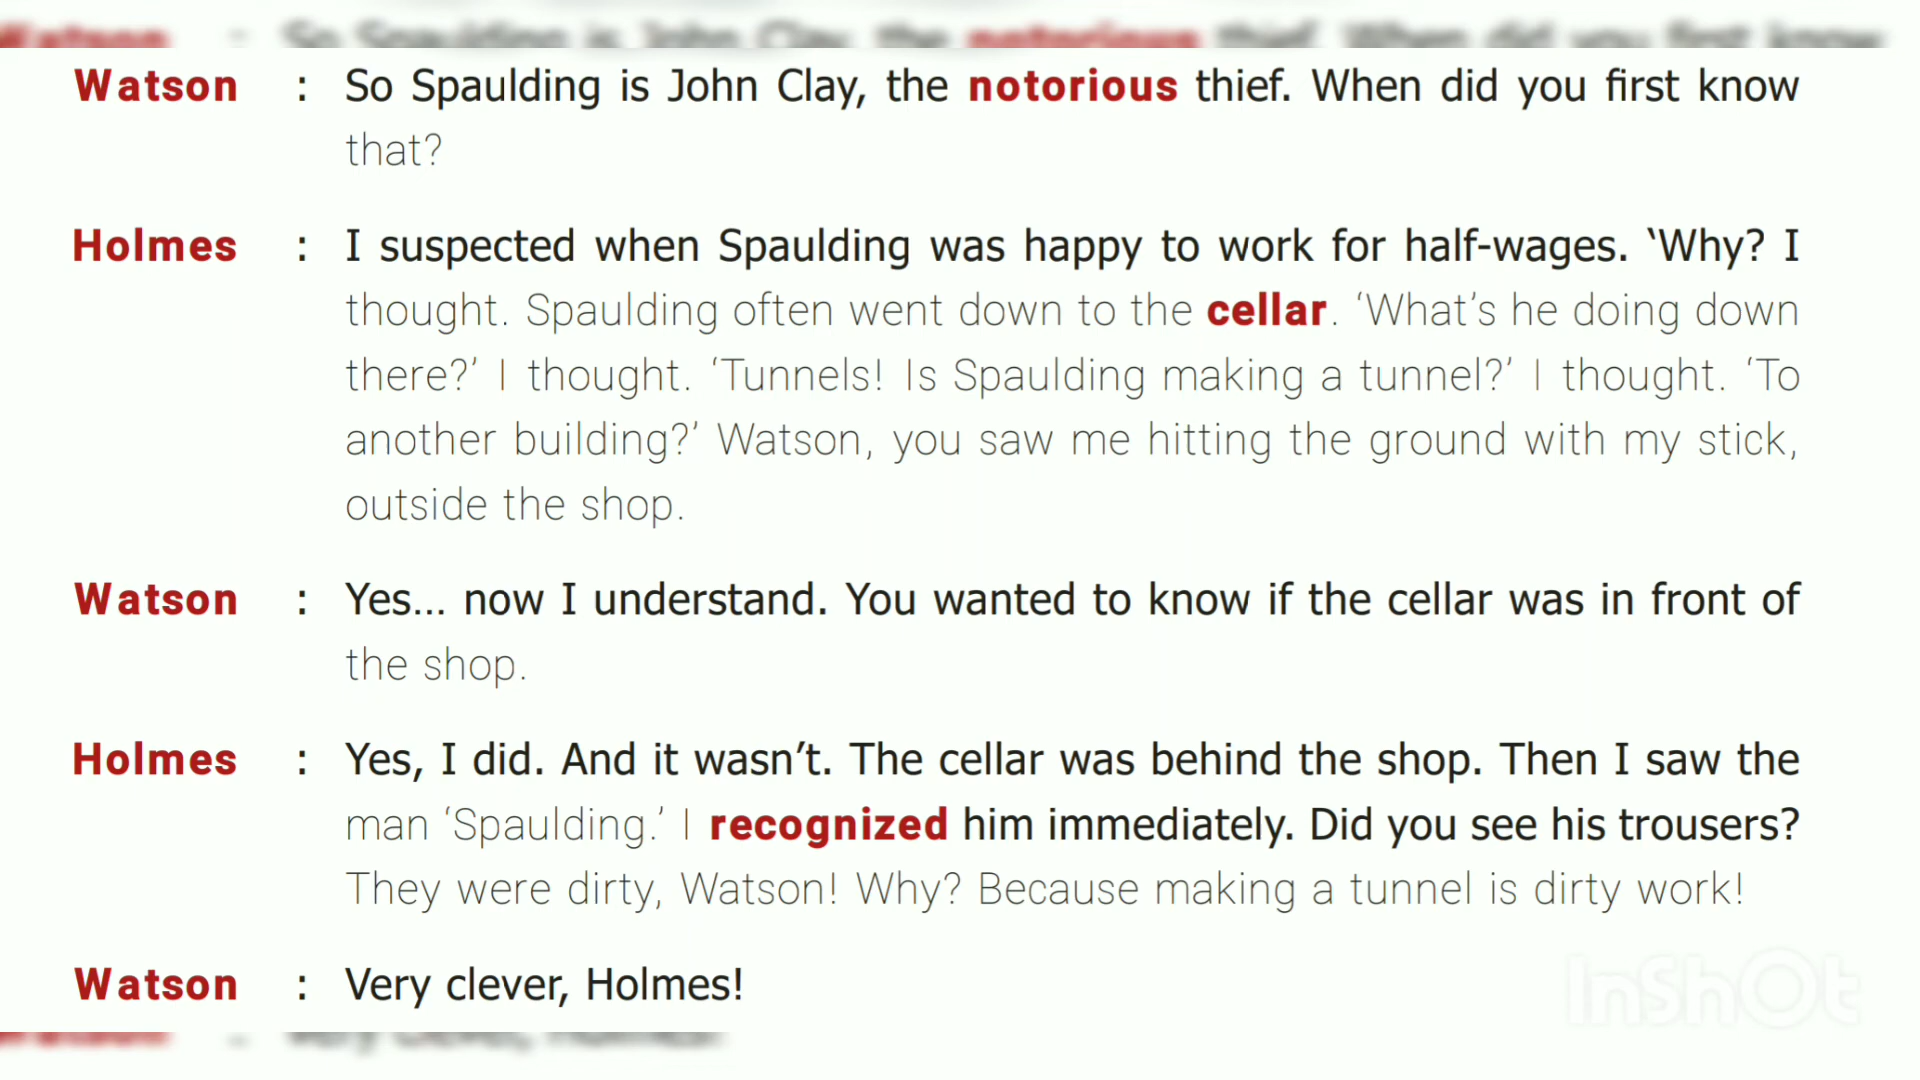 Watson : So Spaulding is John Clay, the notorious thief. When did you first know
that?
Holmes : I suspected when Spaulding was happy to work for half-wages. ‘Why? I
thought. Spaulding often went down to the cellar. ‘What’s he doing down
there?’ I thought. ‘Tunnels! Is Spaulding making a tunnel?’ I thought. ‘To
another building?’ Watson, you saw me hitting the ground with my stick,
outside the shop.
Watson : Yes... now I understand. You wanted to know if the cellar was in front of
the shop.
Holmes : Yes, I did. And it wasn’t. The cellar was behind the shop. Then I saw the
man ‘Spaulding.’ I recognized him immediately. Did you see his trousers?
They were dirty, Watson! Why? Because making a tunnel is dirty work!
Watson : Very clever, Holmes!
InShOt